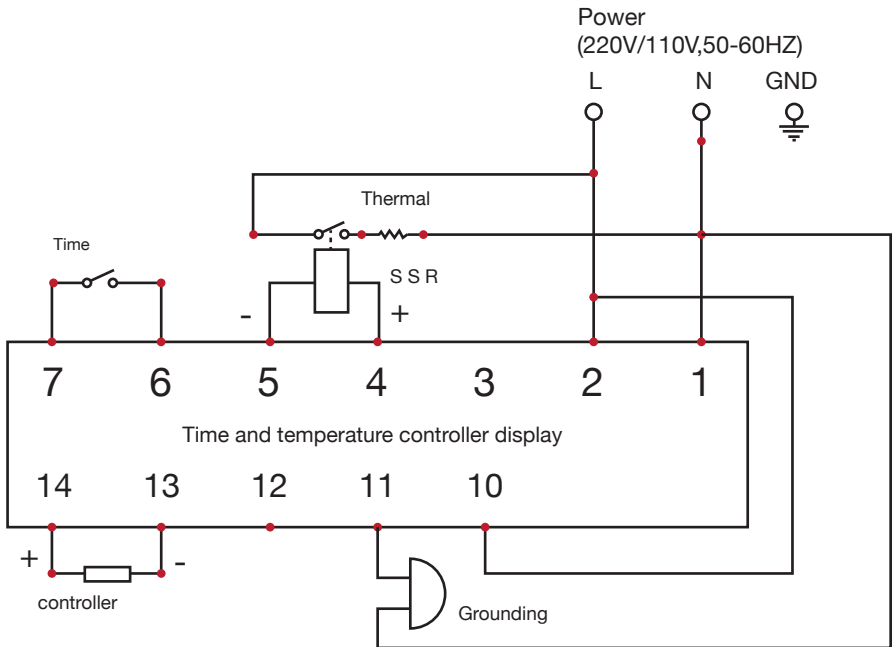 Power
(220V/110V,50-60HZ)
L N GND
Thermal
Time
S S R
- +
7 6 5 4 3 2 1
Time and temperature controller display
14 13 12 11 10
+ -
controller
Grounding